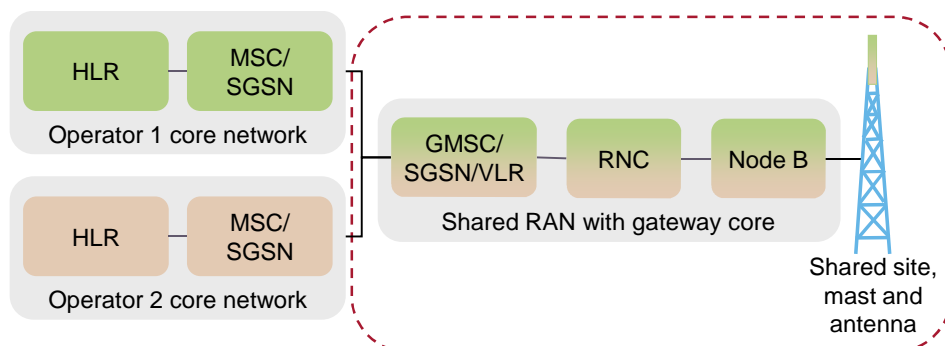 HLR
MSC/
SGSN
Operator 1 core network
HLR
MSC/
SGSN
Operator 2 core network
GMSC/
SGSN/VLR
RNC
Node B
Shared RAN with gateway core
Shared site,
mast and
antenna